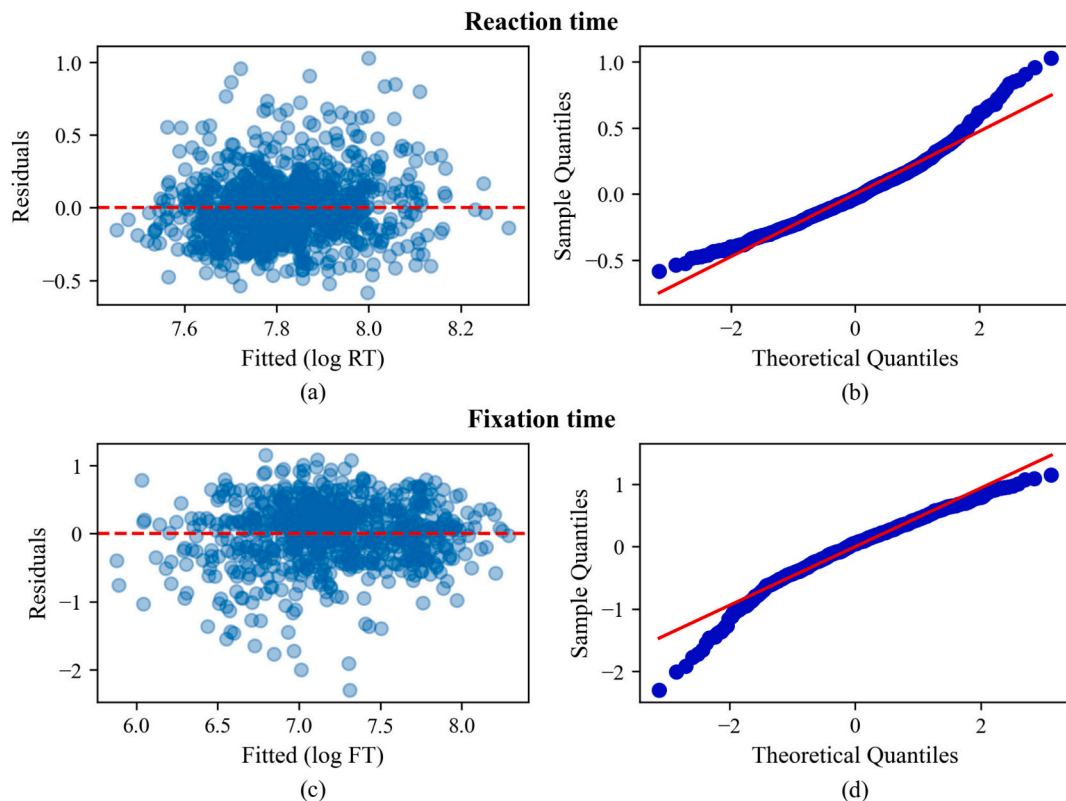 Reaction time
1.0
0.5
0.0
−0.5
Residuals
7.6 7.8 8.0 8.2
Fitted (log RT)
(a)
1.0
0.5
0.0
−0.5
Sample Quantiles
−2 0 2
Theoretical Quantiles
(b)
Fixation time
1
0
−1
−2
Residuals
6.0 6.5 7.0 7.5 8.0
Fitted (log FT)
(c)
1
0
−1
−2
Sample Quantiles
−2 0 2
Theoretical Quantiles
(d)